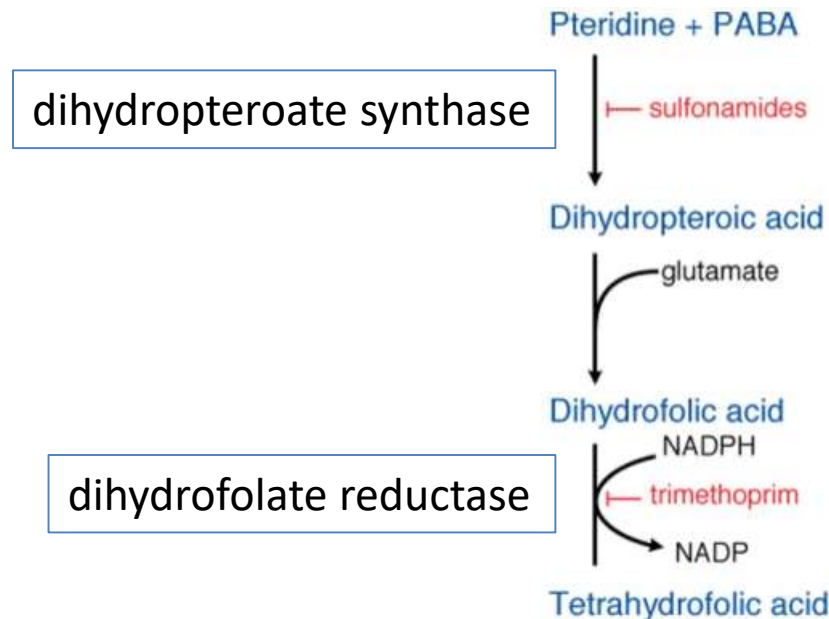 Pteridine + PABA
dihydropteroate synthase
sulfonamides
Dihydropteroic acid
glutamate
Dihydrofolic acid
NADPH
dihydrofolate reductase
trimethoprim
NADP
Tetrahydrofolic acid